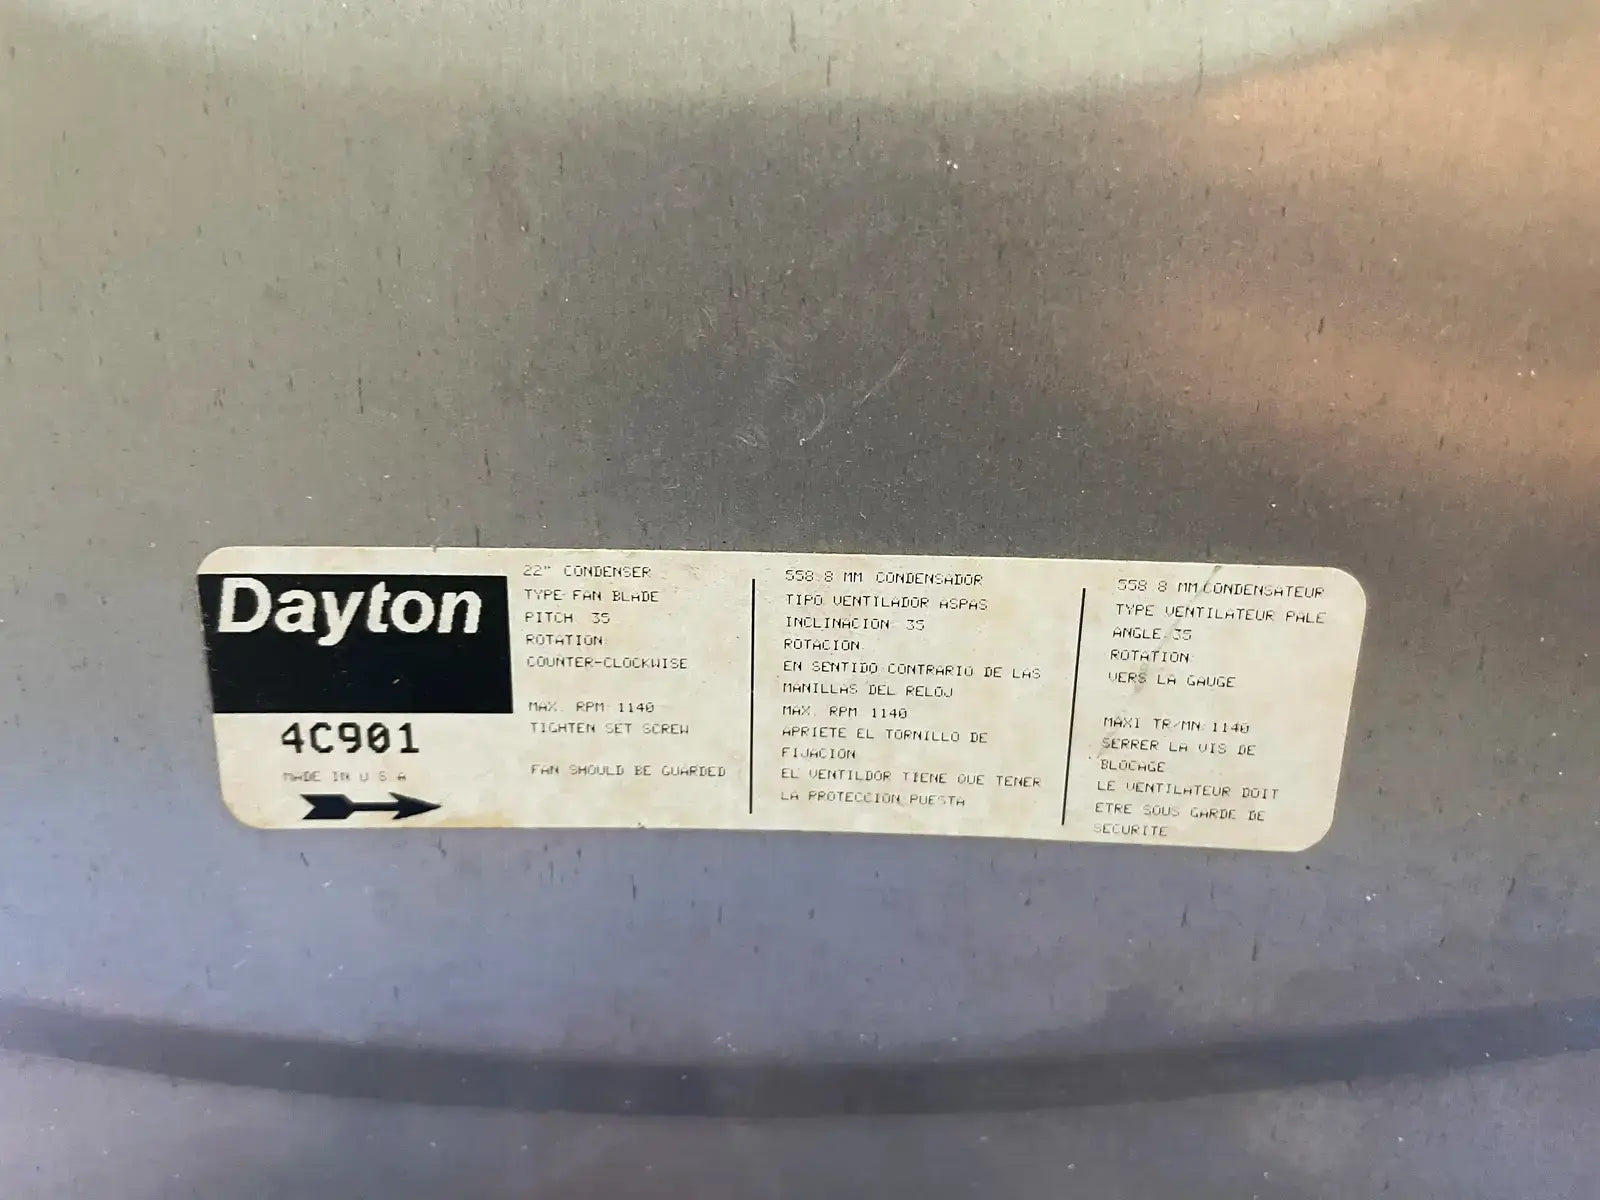 Dayton
4C901
MADE IN U S A
22" CONDENSER
TYPE FAN BLADE
PITCH 35
ROTATION
COUNTER-CLOCKWISE
MAX. RPM 1140
TIGHTEN SET SCREW
FAN SHOULD BE GUARDED
558.8 MM CONDENSADOR
TIPO VENTILADOR ASPAS
INCLINACION 35
ROTACION
EN SENTIDO CONTRARIO DE LAS
MANILLAS DEL RELOJ
MAX. RPM 1140
APRIETE EL TORNILLO DE
FIJACION
EL VENTILDOR TIENE QUE TENER
LA PROTECCION PUESTA
558 8 MM CONDENSATEUR
TYPE VENTILATEUR PALE
ANGLE 35
ROTATION
VERS LA GAUGE
MAXI TR/MN 1140
SERRER LA VIS DE
BLOCAGE
LE VENTILATEUR DOIT
ETRE SOUS GARDE DE
SECURITE